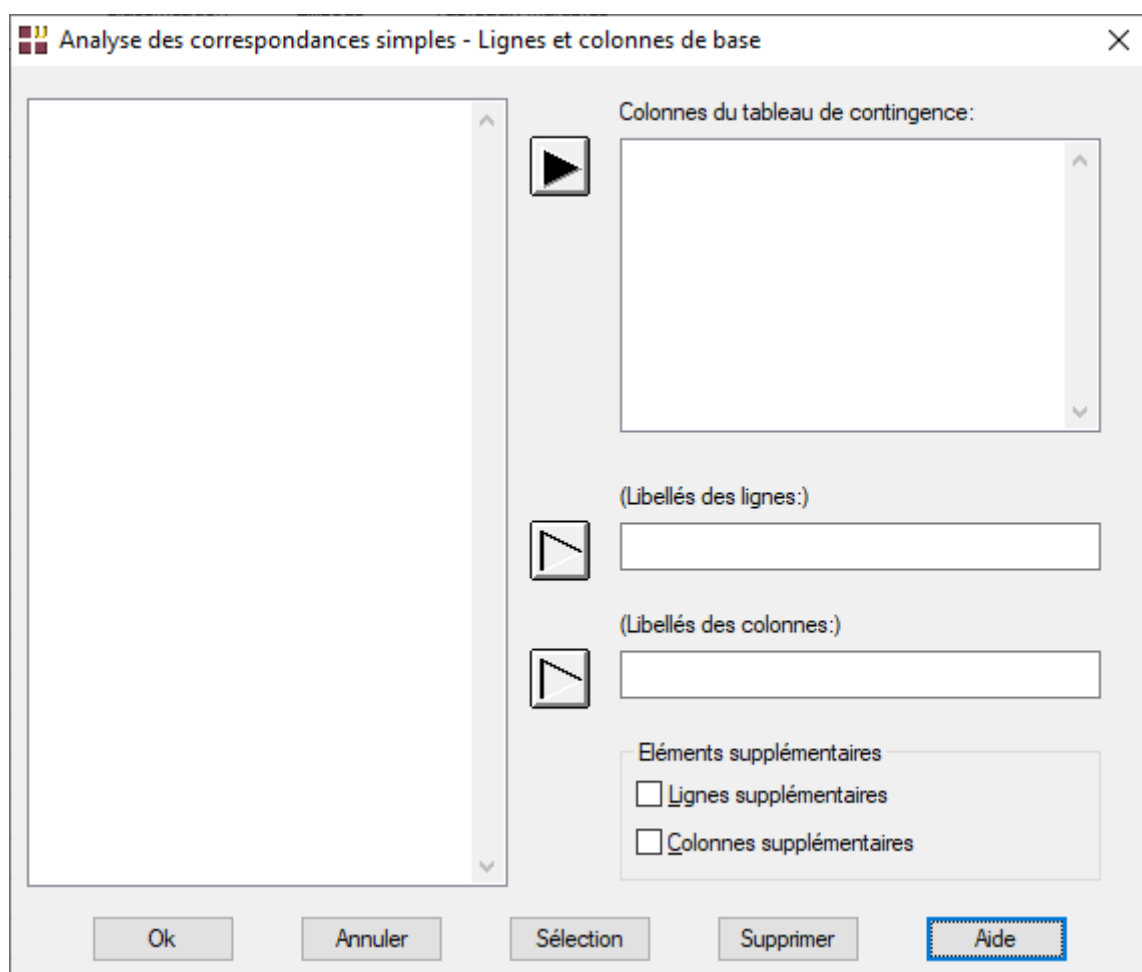 Analyse des correspondances simples - Lignes et colonnes de base
Colonnes du tableau de contingence:
(Libellés des lignes:)
(Libellés des colonnes:)
Eléments supplémentaires
Lignes supplémentaires
Colonnes supplémentaires
Ok Annuler Sélection Supprimer Aide